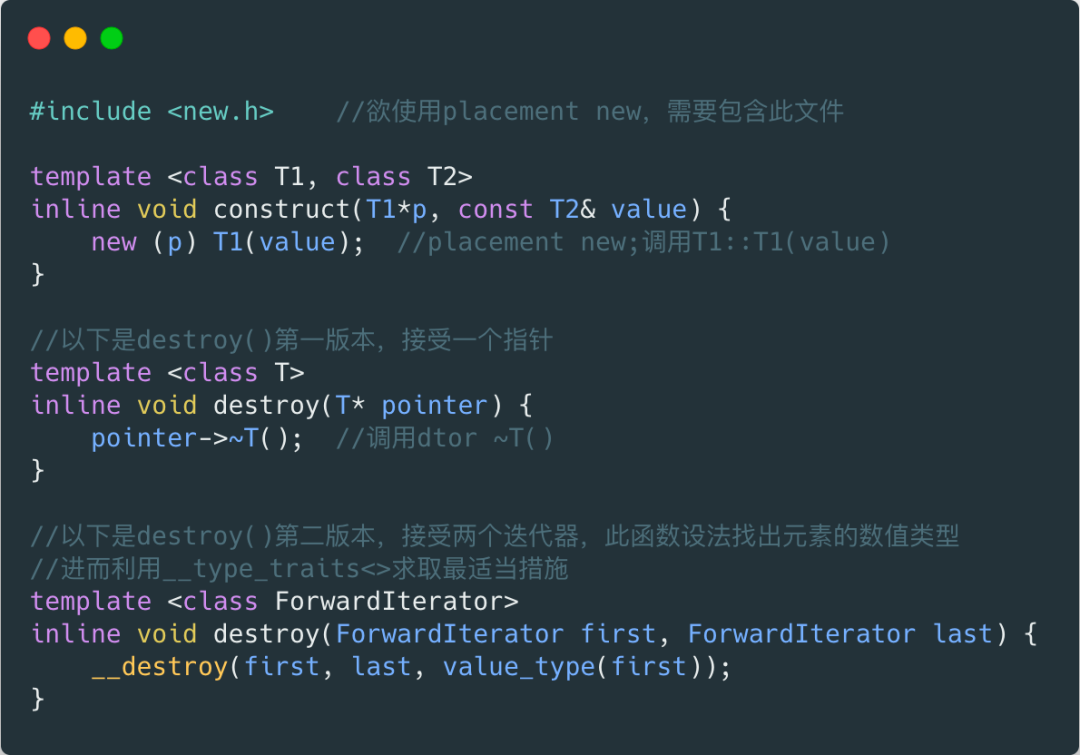 #include <new.h>    //欲使用placement new，需要包含此文件
template <class T1, class T2>
inline void construct(T1*p, const T2& value) {
    new (p) T1(value);  //placement new;调用T1::T1(value)
}
//以下是destroy()第一版本，接受一个指针
template <class T>
inline void destroy(T* pointer) {
    pointer->~T();  //调用dtor ~T()
}
//以下是destroy()第二版本，接受两个迭代器，此函数设法找出元素的数值类型
//进而利用__type_traits<>求取最适当措施
template <class ForwardIterator>
inline void destroy(ForwardIterator first, ForwardIterator last) {
    __destroy(first, last, value_type(first));
}